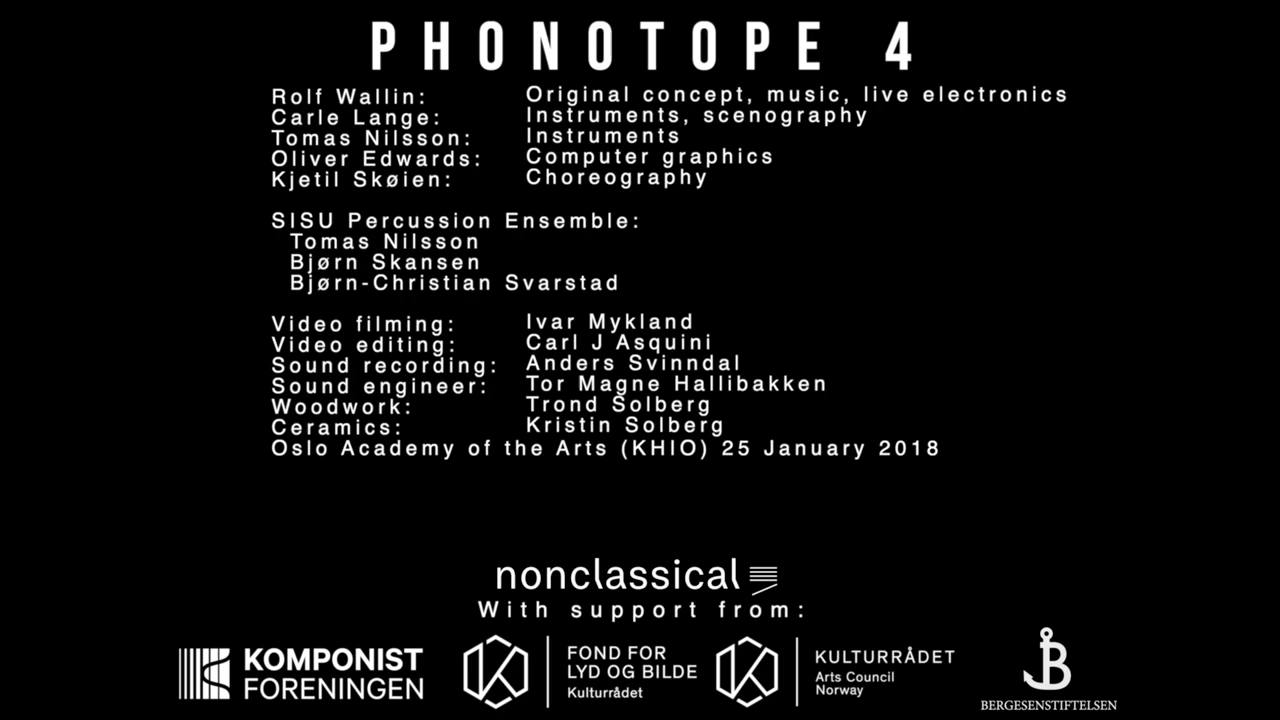 PHONOTOPE 4
Rolf Wallin: Original concept, music, live electronics
Carle Lange: Instruments, scenography
Tomas Nilsson: Instruments
Oliver Edwards: Computer graphics
Kjetil Skøien: Choreography
SISU Percussion Ensemble:
Tomas Nilsson
Bjørn Skansen
Bjørn-Christian Svarstad
Video filming: Ivar Mykland
Video editing: Carl J Asquini
Sound recording: Anders Svinndal
Sound engineer: Tor Magne Hallibakken
Woodwork: Trond Solberg
Ceramics: Kristin Solberg
Oslo Academy of the Arts (KHIO) 25 January 2018
nonclassical
With support from:
KOMPONIST
FORENINGEN
FOND FOR
LYD OG BILDE
Kulturrådet
KULTURRÅDET
Arts Council
Norway
B
BERGESENSTIFTELSEN